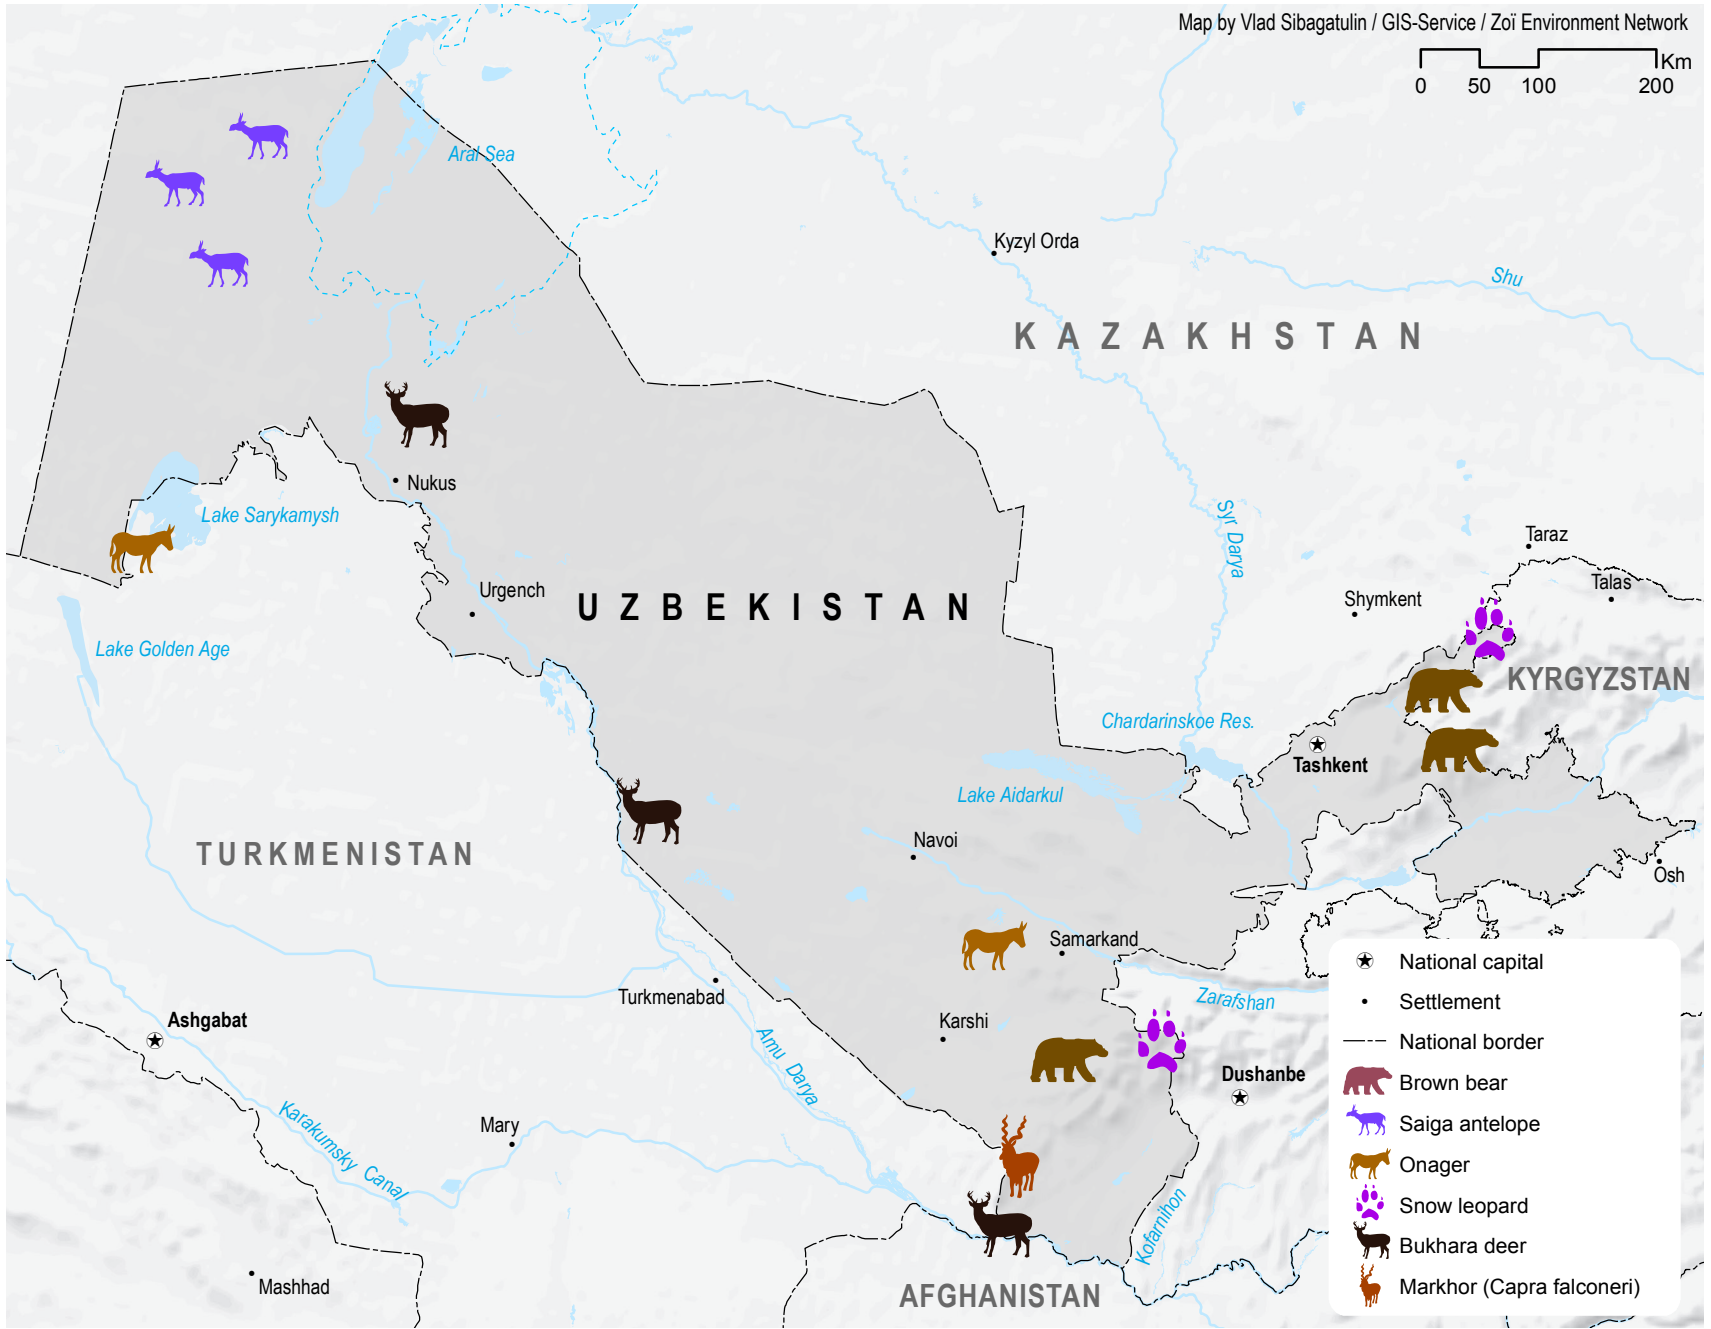 Map by Vlad Sibagatulin / GIS-Service / Zoï Environment Network
Km
0 50 100 200
Aral Sea
Kyzyl Orda
Shu
KAZAKHSTAN
Nukus
Lake Sarykamysh
Syr Darya
Taraz
Talas
Urgench
UZBEKISTAN
Shymkent
Lake Golden Age
KYRGYZSTAN
Chardarinskoe Res.
Tashkent
Lake Aidarkul
Navoi
TURKMENISTAN
Osh
Samarkand
Turkmenabad
Zarafshan
Ashgabat
Karshi
Amu Darya
Dushanbe
Karakumsky Canal
Mary
Kofarnihon
Mashhad
AFGHANISTAN
National capital
Settlement
National border
Brown bear
Saiga antelope
Onager
Snow leopard
Bukhara deer
Markhor (Capra falconeri)